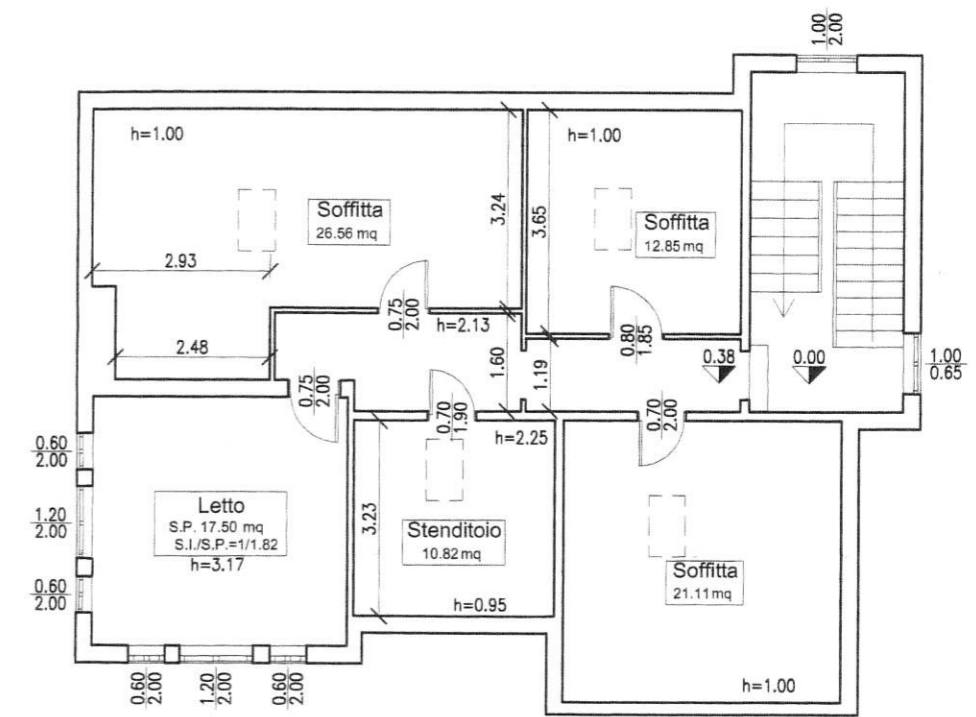 1.00
2.00
h=1.00
h=1.00
Soffitta
26.56 mq
3.24
3.65
Soffitta
12.85 mq
2.93
0.75
2.00
h=2.13
0.80
1.85
2.48
1.60
1.19
0.38
0.00
1.00
0.65
0.75
2.00
0.70
1.90
0.70
2.00
h=2.25
0.60
2.00
Letto
S.P. 17.50 mq
S.I./S.P.=1/1.82
h=3.17
1.20
2.00
3.23
Stenditoio
10.82 mq
Soffitta
21.11 mq
0.60
2.00
h=0.95
0.60
2.00
1.20
2.00
0.60
2.00
h=1.00